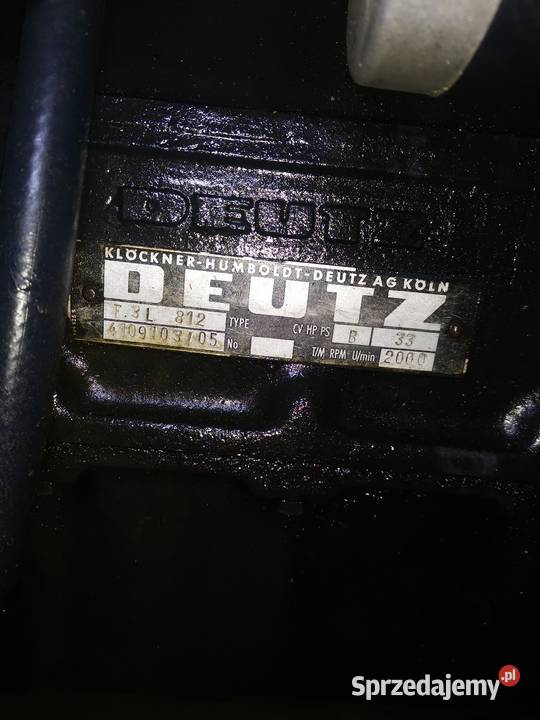 DEUTZ
KLÖCKNER-HUMBOLDT-DEUTZ AG KÖLN
DEUTZ
F 3 L 812 TYPE CV HP PS B 33
4109103/05 No T/M RPM U/min 2000
Sprzedajemy.pl